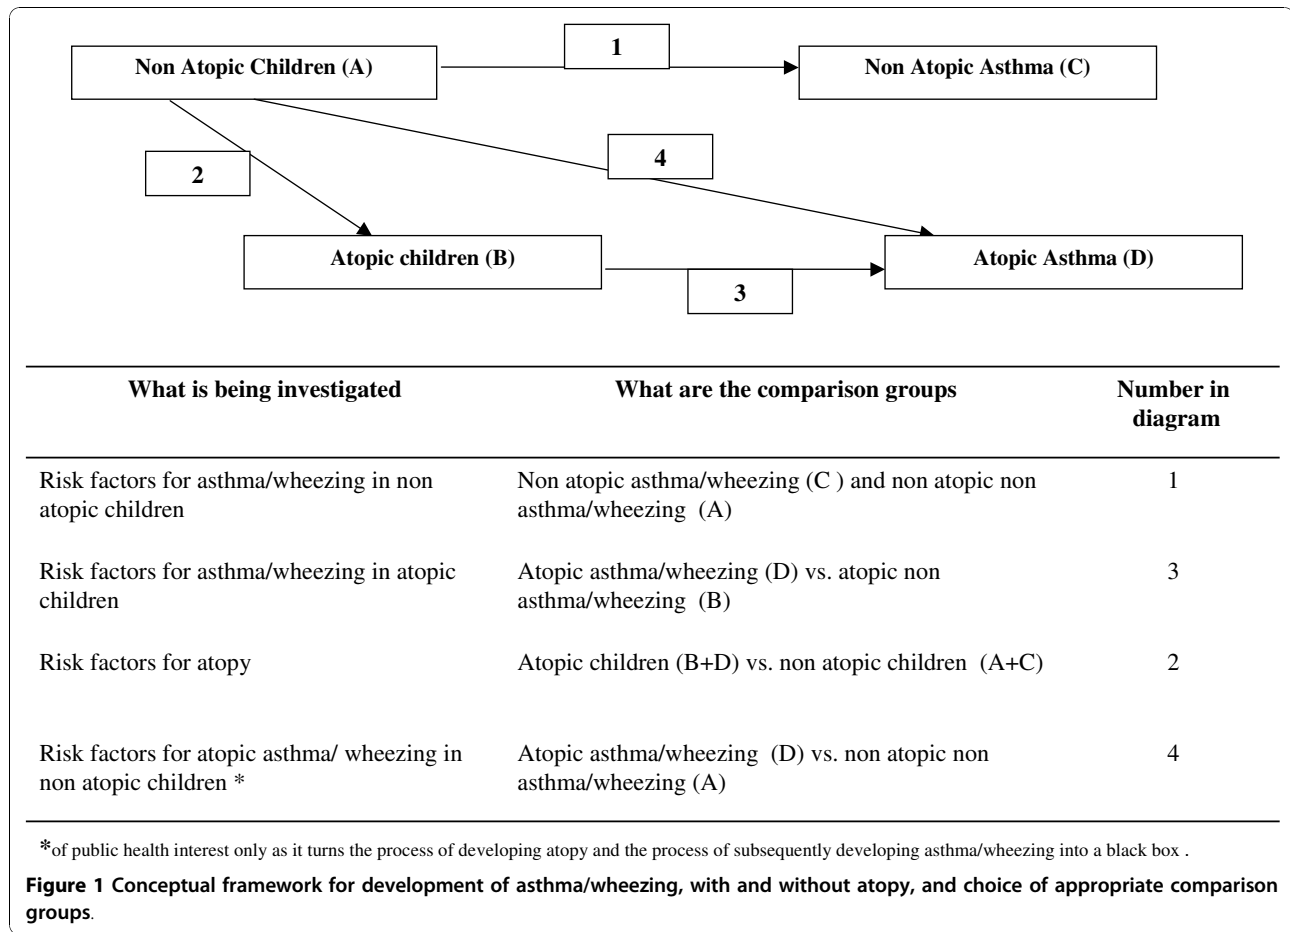 1
Non Atopic Children (A)
Non Atopic Asthma (C)
4
2
Atopic children (B)
Atopic Asthma (D)
3
What is being investigated
What are the comparison groups
Number in
diagram
Risk factors for asthma/wheezing in non
atopic children
Non atopic asthma/wheezing (C ) and non atopic non
asthma/wheezing (A)
1
Risk factors for asthma/wheezing in atopic
children
Atopic asthma/wheezing (D) vs. atopic non
asthma/wheezing (B)
3
Risk factors for atopy
Atopic children (B+D) vs. non atopic children (A+C)
2
Risk factors for atopic asthma/ wheezing in
non atopic children *
Atopic asthma/wheezing (D) vs. non atopic non
asthma/wheezing (A)
4
*of public health interest only as it turns the process of developing atopy and the process of subsequently developing asthma/wheezing into a black box .
Figure 1 Conceptual framework for development of asthma/wheezing, with and without atopy, and choice of appropriate comparison
groups.